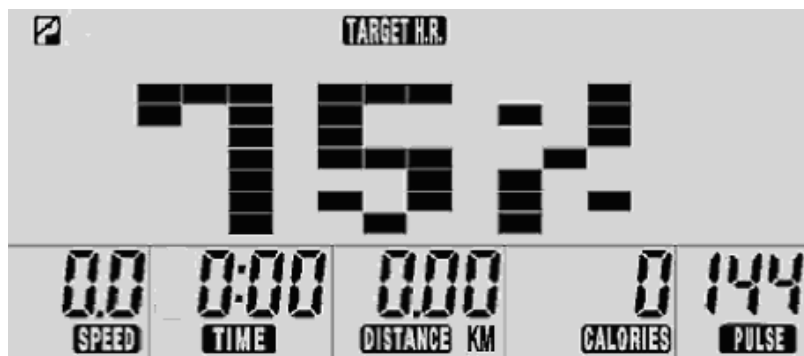 P TARGET H.R.
75%
0.0 0:00 0.00 0 144
SPEED TIME DISTANCE KM CALORIES PULSE